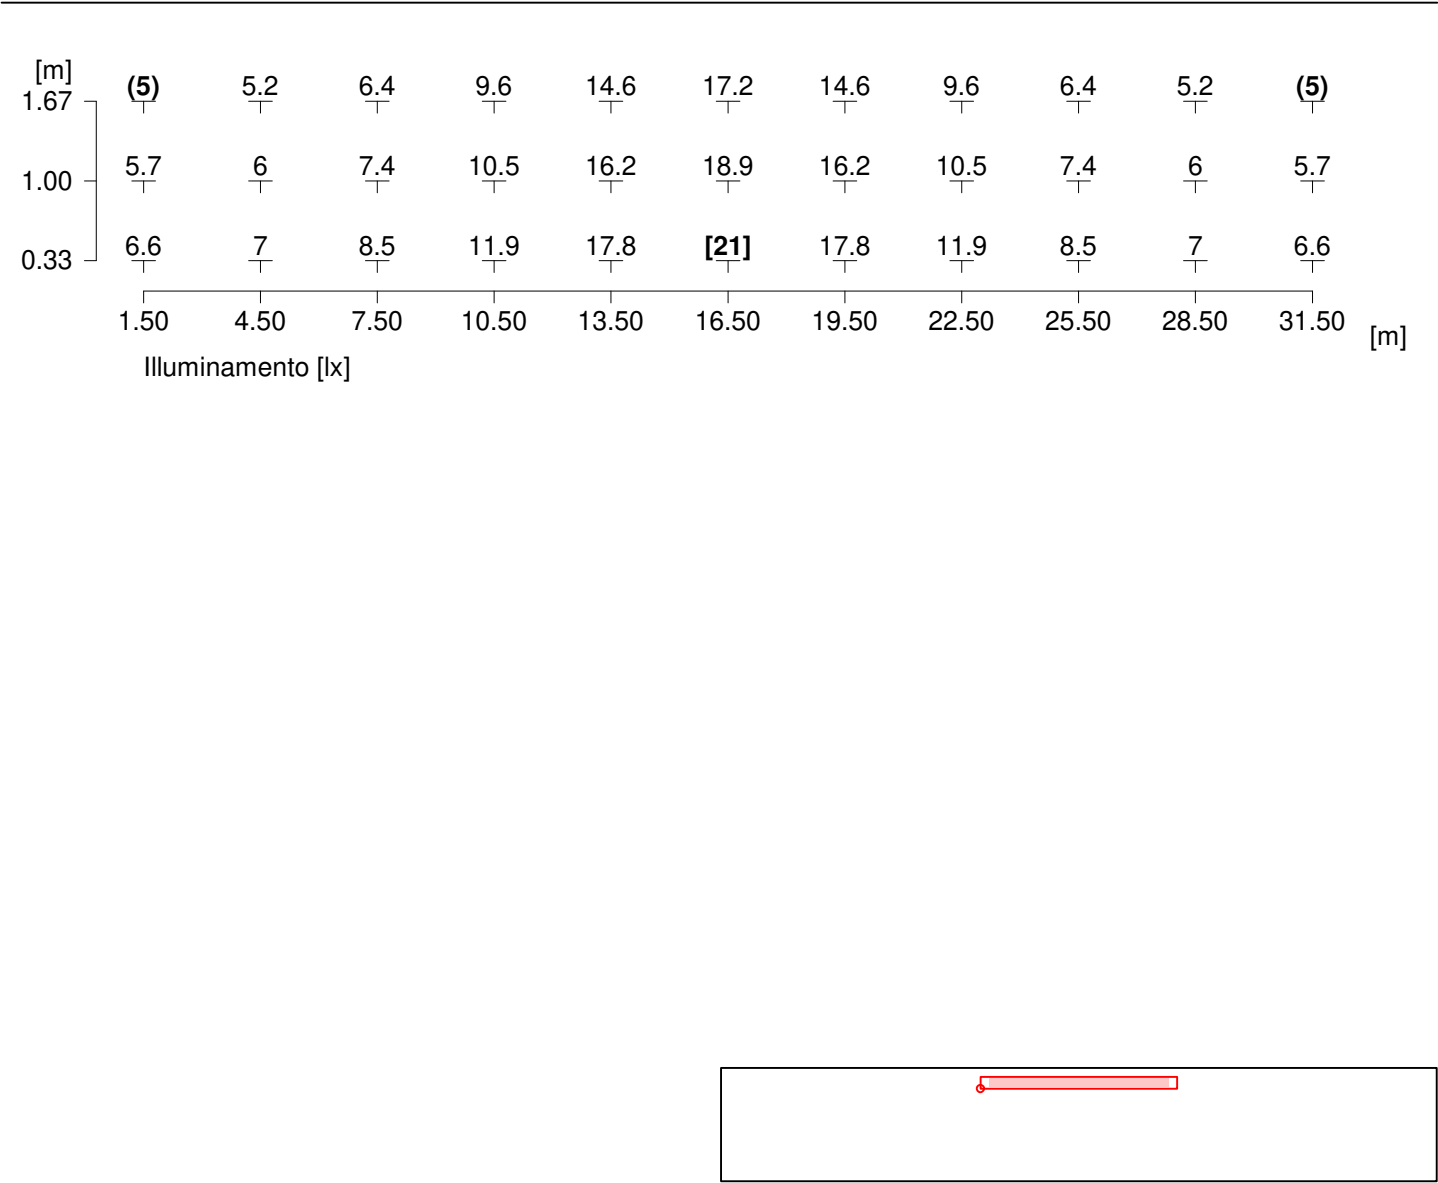 [m]
1.67 (5) 5.2 6.4 9.6 14.6 17.2 14.6 9.6 6.4 5.2 (5)
1.00 5.7 6 7.4 10.5 16.2 18.9 16.2 10.5 7.4 6 5.7
0.33 6.6 7 8.5 11.9 17.8 [21] 17.8 11.9 8.5 7 6.6
1.50 4.50 7.50 10.50 13.50 16.50 19.50 22.50 25.50 28.50 31.50 [m]
Illuminamento [lx]